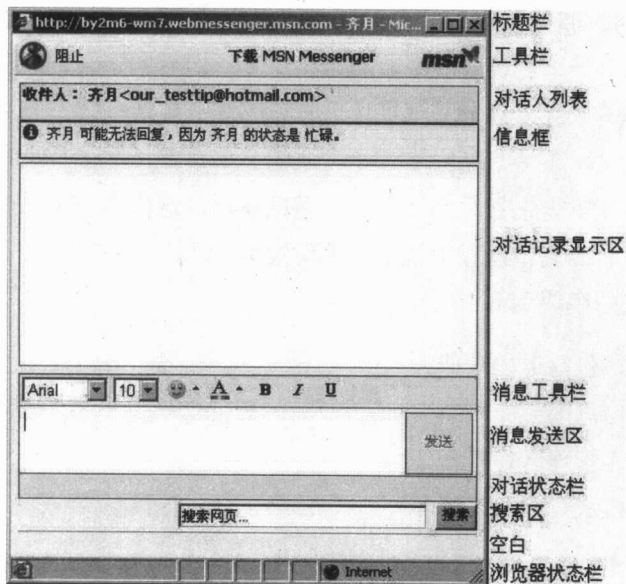 http://by2m6-wm7.webmessenger.msn.com - 齐月 - Mic... 标题栏
阻止 下载 MSN Messenger msn 工具栏
收件人： 齐月<our_testtip@hotmail.com> 对话人列表
齐月 可能无法回复，因为 齐月 的状态是 忙碌。 信息框
对话记录显示区
Arial 10 A B I U 消息工具栏
发送 消息发送区
对话状态栏
搜索网页... 搜索 搜索区
空白
Internet 浏览器状态栏